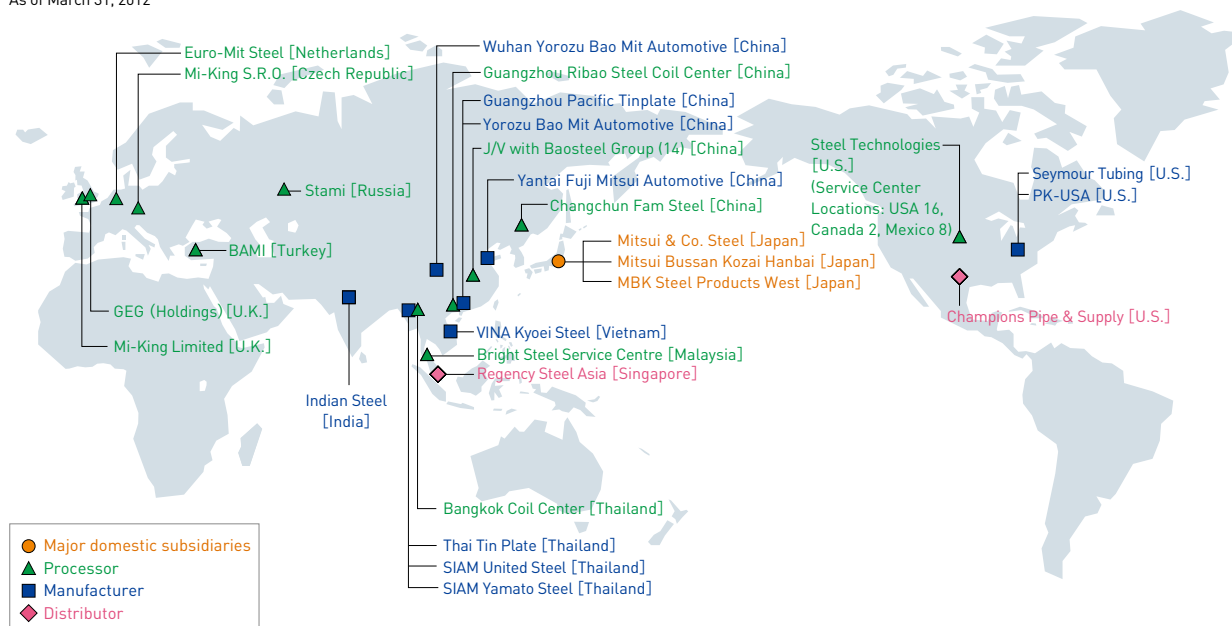 As of March 31, 2012
Euro-Mit Steel [Netherlands]
Mi-King S.R.O. [Czech Republic]
Stami [Russia]
BAMI [Turkey]
GEG (Holdings) [U.K.]
Mi-King Limited [U.K.]
Indian Steel
[India]
Wuhan Yorozu Bao Mit Automotive [China]
Guangzhou Ribao Steel Coil Center [China]
Guangzhou Pacific Tinplate [China]
Yorozu Bao Mit Automotive [China]
J/V with Baosteel Group (14) [China]
Yantai Fuji Mitsui Automotive [China]
Changchun Fam Steel [China]
Mitsui & Co. Steel [Japan]
Mitsui Bussan Kozai Hanbai [Japan]
MBK Steel Products West [Japan]
VINA Kyoei Steel [Vietnam]
Bright Steel Service Centre [Malaysia]
Regency Steel Asia [Singapore]
Bangkok Coil Center [Thailand]
Thai Tin Plate [Thailand]
SIAM United Steel [Thailand]
SIAM Yamato Steel [Thailand]
Steel Technologies
[U.S.]
(Service Center
Locations: USA 16,
Canada 2, Mexico 8)
Seymour Tubing [U.S.]
PK-USA [U.S.]
Champions Pipe & Supply [U.S.]
Major domestic subsidiaries
Processor
Manufacturer
Distributor